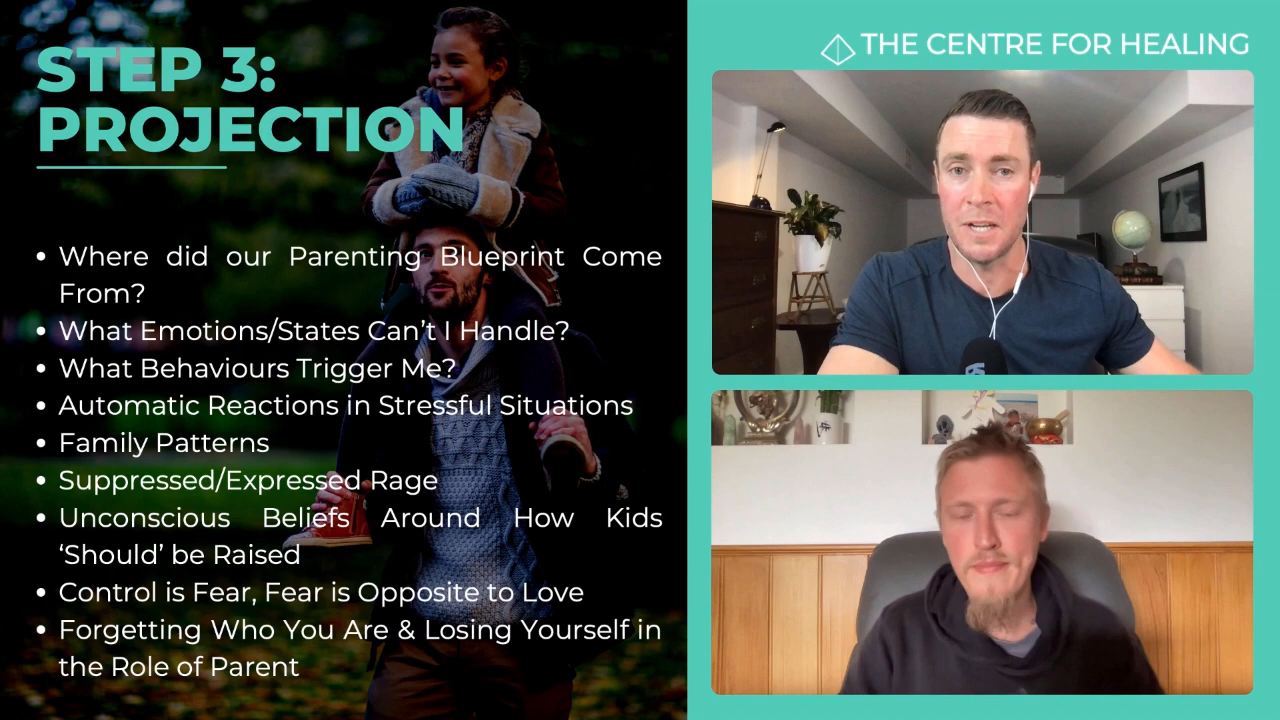 STEP 3:
PROJECTION
THE CENTRE FOR HEALING
• Where did our Parenting Blueprint Come
From?
• What Emotions/States Can't I Handle?
• What Behaviours Trigger Me?
• Automatic Reactions in Stressful Situations
• Family Patterns
• Suppressed/Expressed Rage
• Unconscious Beliefs Around How Kids
‘Should’ be Raised
• Control is Fear, Fear is Opposite to Love
• Forgetting Who You Are & Losing Yourself in
the Role of Parent